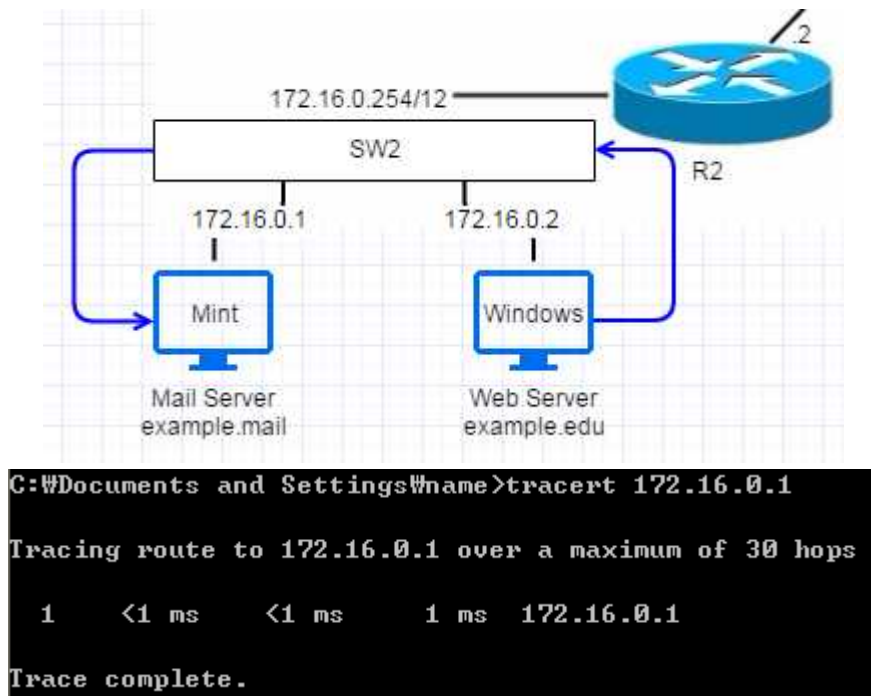 .2
172.16.0.254/12
SW2
R2
172.16.0.1
172.16.0.2
Mint
Windows
Mail Server
example.mail
Web Server
example.edu
C:₩Documents and Settings₩name>tracert 172.16.0.1
Tracing route to 172.16.0.1 over a maximum of 30 hops
1 <1 ms <1 ms 1 ms 172.16.0.1
Trace complete.